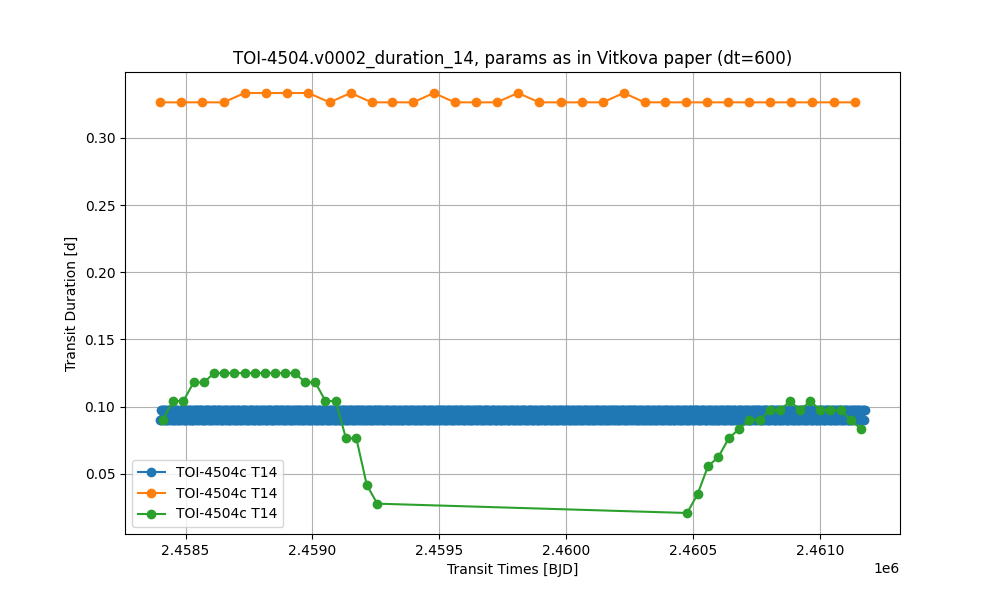 TOI-4504.v0002_duration_14, params as in Vitkova paper (dt=600)
Transit Duration [d]
0.30
0.25
0.20
0.15
0.10
0.05
TOI-4504c T14
TOI-4504c T14
TOI-4504c T14
2.4585 2.4590 2.4595 2.4600 2.4605 2.4610
1e6
Transit Times [BJD]